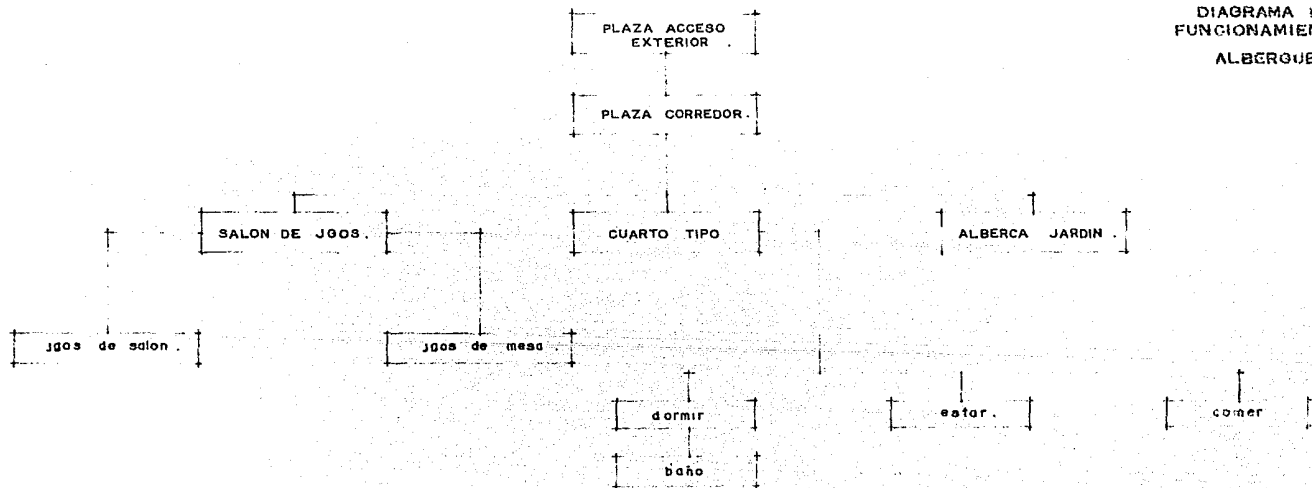 DIAGRAMA
FUNCIONAMIEN
ALBERGUE
PLAZA ACCESO
EXTERIOR .
PLAZA CORREDOR .
SALON DE JGOS .
CUARTO TIPO
ALBERCA JARDIN .
jgos de salon .
jgos de mesa .
dormir
estar .
comer
baño